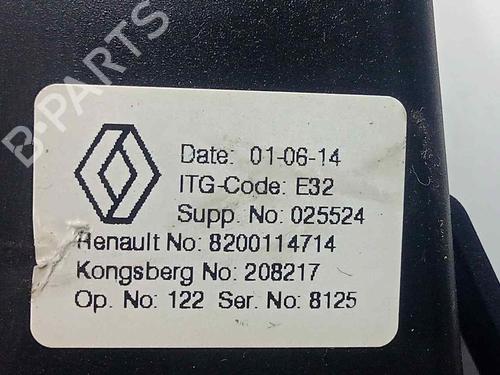 B-PARTS
Date: 01-06-14
ITG-Code: E32
Supp. No: 025524
Renault No: 8200114714
Kongsberg No: 208217
Op. No: 122 Ser. No: 8125